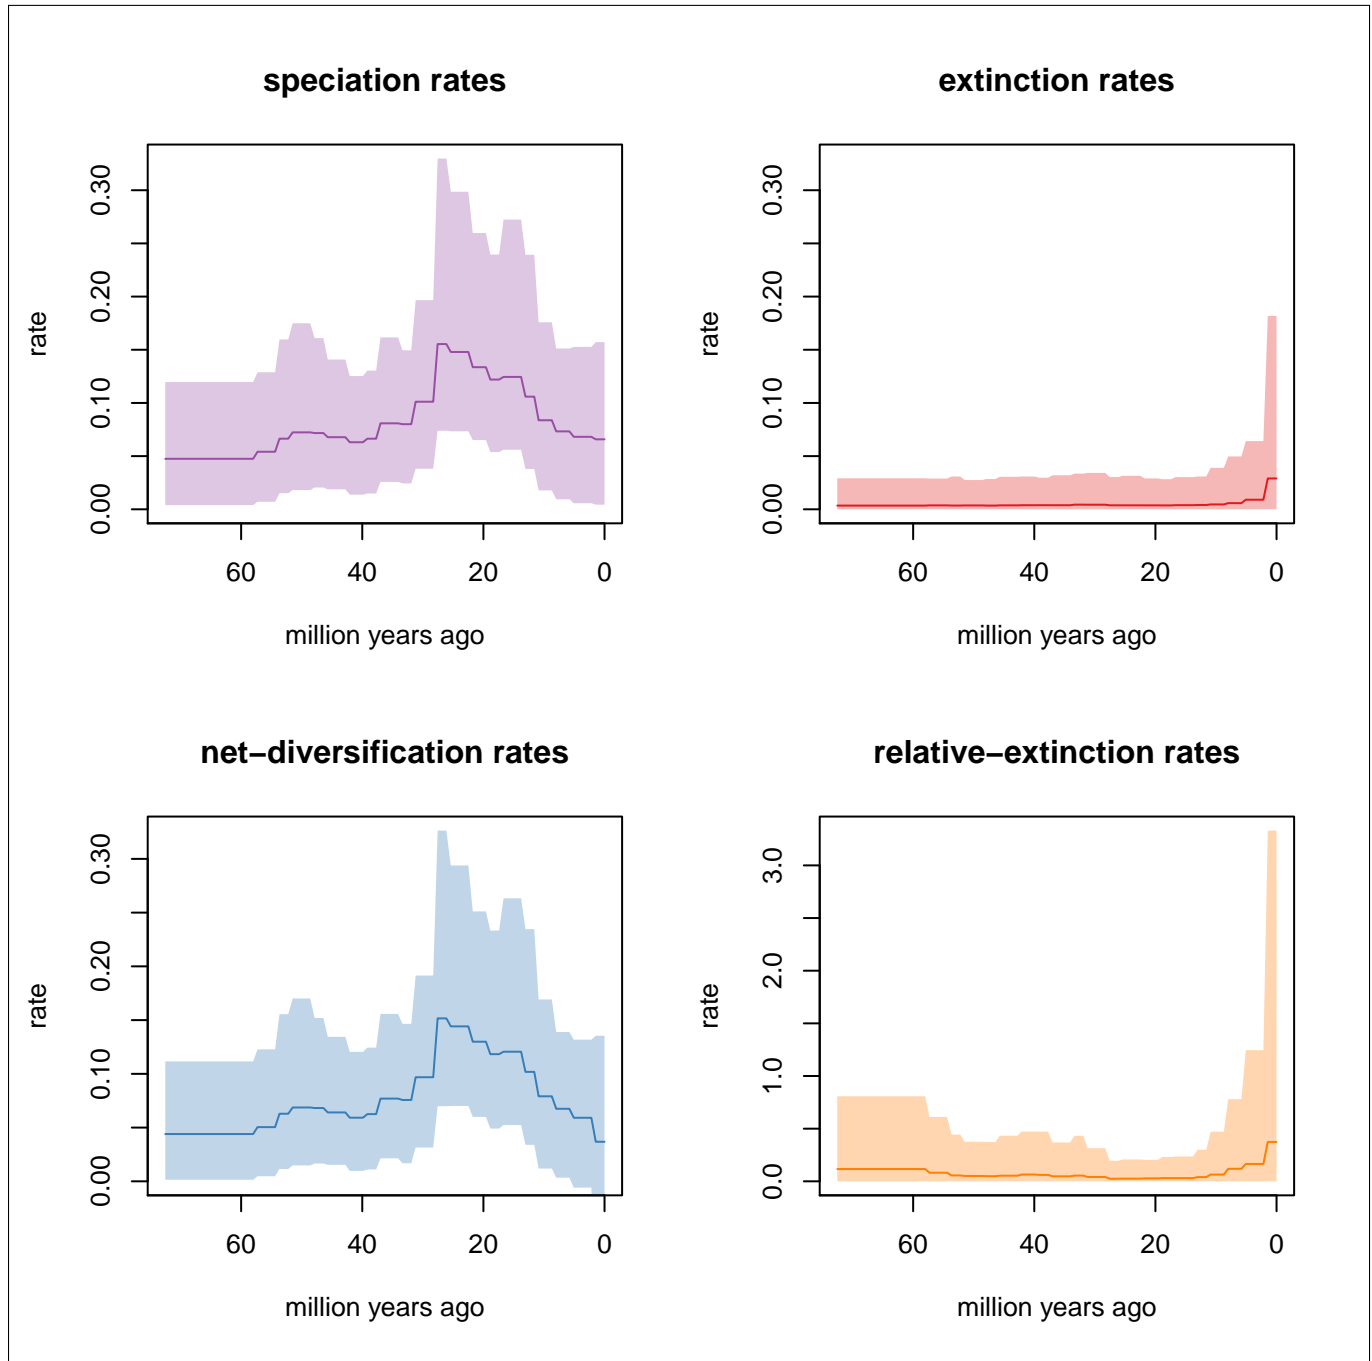 speciation rates
rate
0.00 0.10 0.20 0.30
60 40 20 0
million years ago
extinction rates
rate
0.00 0.10 0.20 0.30
60 40 20 0
million years ago
net−diversification rates
rate
0.00 0.10 0.20 0.30
60 40 20 0
million years ago
relative−extinction rates
rate
0.0 1.0 2.0 3.0
60 40 20 0
million years ago